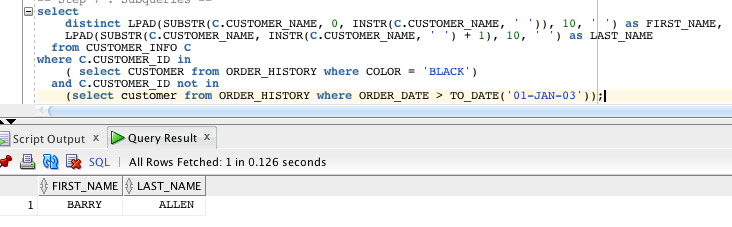 -- Step 7 : Subqueries --
select
distinct LPAD(SUBSTR(C.CUSTOMER_NAME, 0, INSTR(C.CUSTOMER_NAME, ' ')), 10, ' ') as FIRST_NAME,
LPAD(SUBSTR(C.CUSTOMER_NAME, INSTR(C.CUSTOMER_NAME, ' ') + 1), 10, ' ') as LAST_NAME
from CUSTOMER_INFO C
where C.CUSTOMER_ID in
( select CUSTOMER from ORDER_HISTORY where COLOR = 'BLACK')
and C.CUSTOMER_ID not in
(select customer from ORDER_HISTORY where ORDER_DATE > TO_DATE('01-JAN-03'));
Script Output x Query Result x
SQL | All Rows Fetched: 1 in 0.126 seconds
FIRST_NAME LAST_NAME
1 BARRY ALLEN